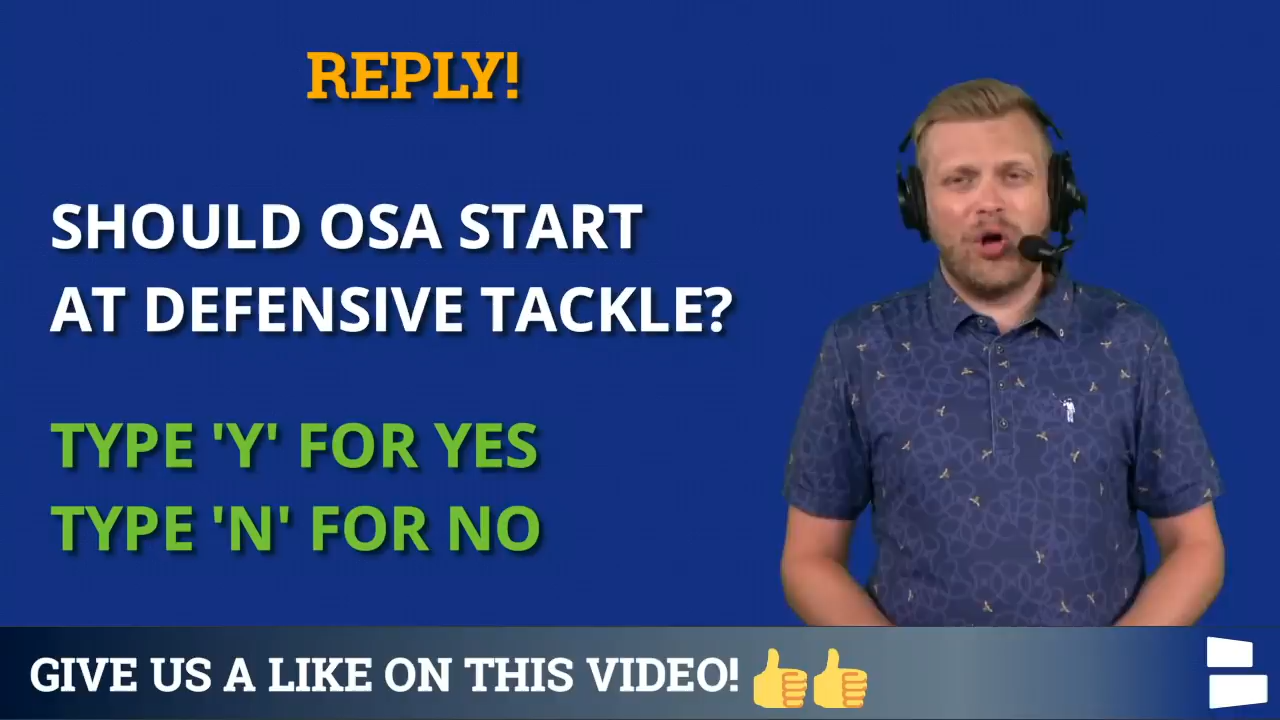 REPLY!
SHOULD OSA START
AT DEFENSIVE TACKLE?
TYPE 'Y' FOR YES
TYPE 'N' FOR NO
GIVE US A LIKE ON THIS VIDEO!